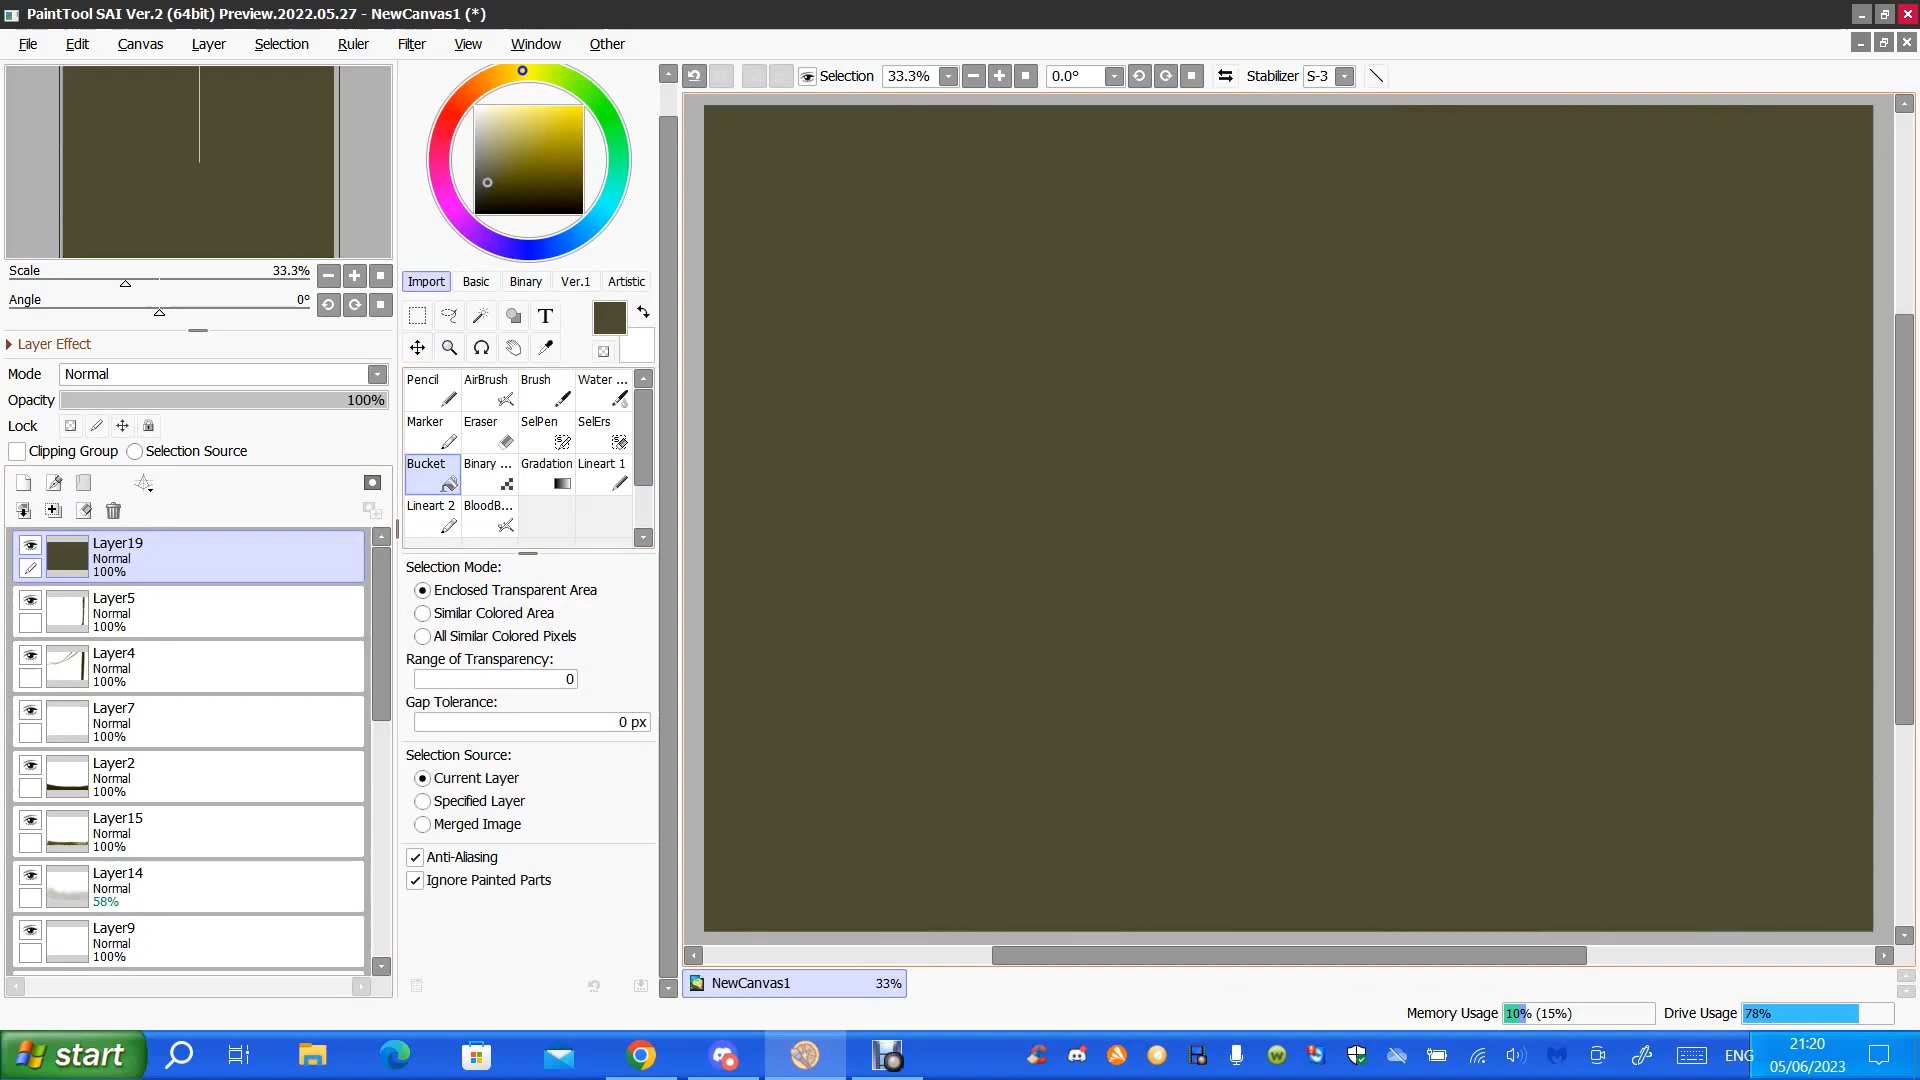 PaintTool SAI Ver.2 (64bit) Preview.2022.05.27 - NewCanvas1 (*)
File Edit Canvas Layer Selection Ruler Filter View Window Other
Selection 33.3% 0.0° Stabilizer S-3
Scale 33.3%
Angle 0°
Layer Effect
Mode Normal
Opacity 100%
Lock
Clipping Group Selection Source
Layer19
Normal
100%
Layer5
Normal
100%
Layer4
Normal
100%
Layer7
Normal
100%
Layer2
Normal
100%
Layer15
Normal
100%
Layer14
Normal
58%
Layer9
Normal
100%
Import Basic Binary Ver.1 Artistic
T
Pencil AirBrush Brush Water ...
Marker Eraser SelPen SelErs
Bucket Binary ... Gradation Lineart 1
Lineart 2 BloodB...
Selection Mode:
Enclosed Transparent Area
Similar Colored Area
All Similar Colored Pixels
Range of Transparency:
0
Gap Tolerance:
0 px
Selection Source:
Current Layer
Specified Layer
Merged Image
Anti-Aliasing
Ignore Painted Parts
NewCanvas1 33%
Memory Usage 10% (15%) Drive Usage 78%
start
ENG
21:20
05/06/2023